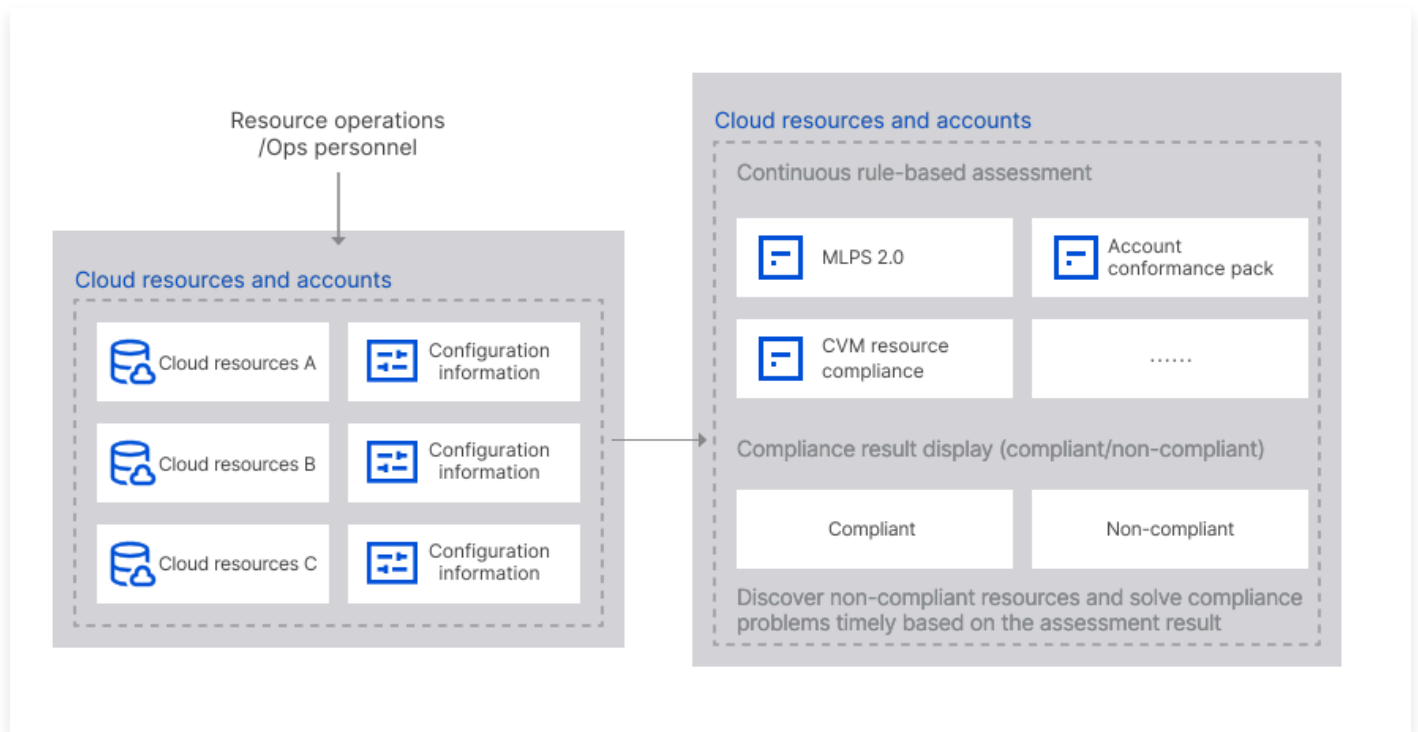 Resource operations
/Ops personnel
Cloud resources and accounts
Cloud resources A
Configuration
information
Cloud resources B
Configuration
information
Cloud resources C
Configuration
information
Cloud resources and accounts
Continuous rule-based assessment
MLPS 2.0
Account
conformance pack
CVM resource
compliance
......
Compliance result display (compliant/non-compliant)
Compliant
Non-compliant
Discover non-compliant resources and solve compliance
problems timely based on the assessment result